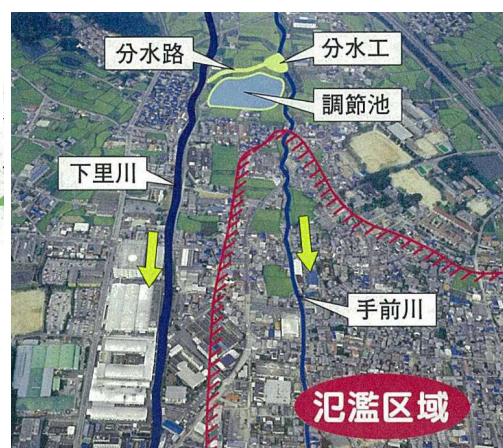 分水路
分水工
調節池
下里川
手前川
氾濫区域